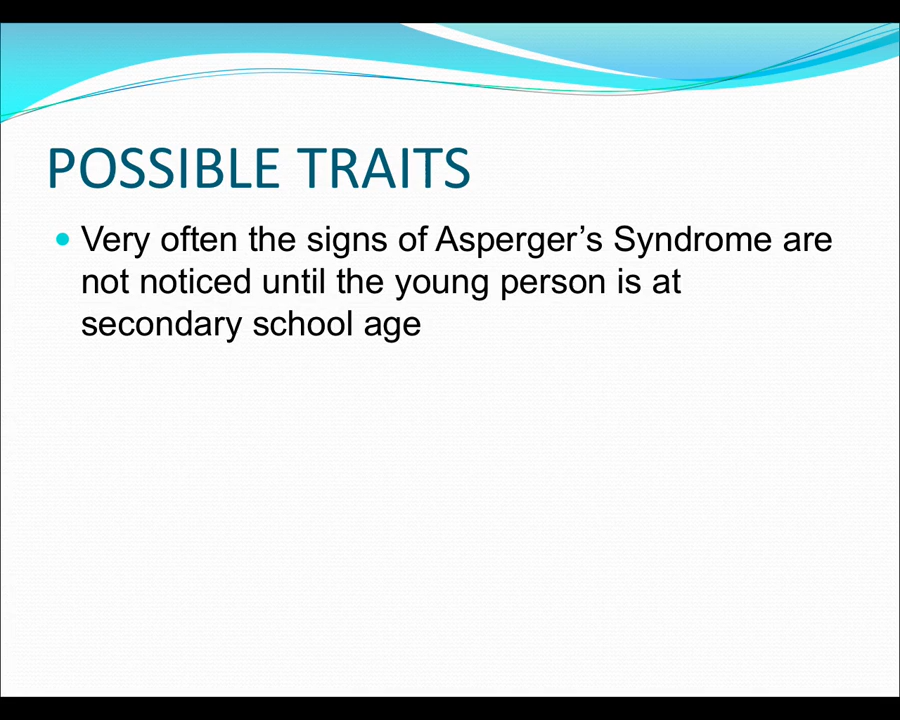 POSSIBLE TRAITS
Very often the signs of Asperger’s Syndrome are
not noticed until the young person is at
secondary school age